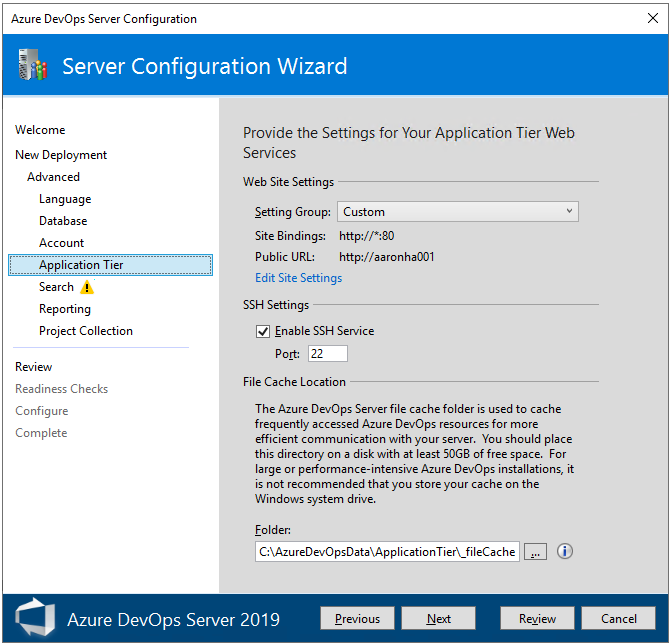 Azure DevOps Server Configuration
Server Configuration Wizard
Welcome
New Deployment
Advanced
Language
Database
Account
Application Tier
Search
Reporting
Project Collection
Review
Readiness Checks
Configure
Complete
Provide the Settings for Your Application Tier Web
Services
Web Site Settings
Setting Group: Custom
Site Bindings: http://*:80
Public URL: http://aaronha001
Edit Site Settings
SSH Settings
Enable SSH Service
Port: 22
File Cache Location
The Azure DevOps Server file cache folder is used to cache
frequently accessed Azure DevOps resources for more
efficient communication with your server. You should place
this directory on a disk with at least 50GB of free space. For
large or performance-intensive Azure DevOps installations, it
is not recommended that you store your cache on the
Windows system drive.
Folder:
C:\AzureDevOpsData\ApplicationTier\_fileCache ...
Azure DevOps Server 2019 Previous Next Review Cancel